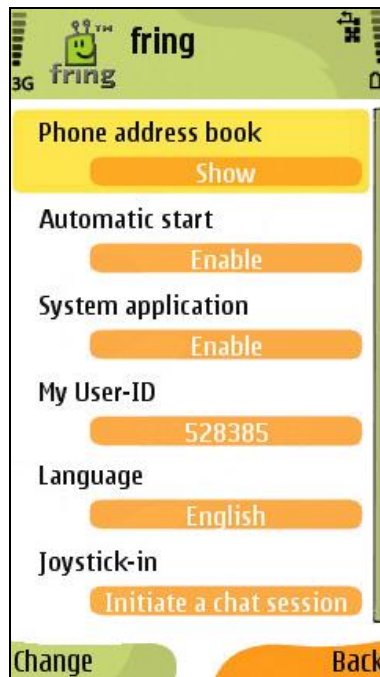 fring
TM
fring
3G
Phone address book
Show
Automatic start
Enable
System application
Enable
My User-ID
528385
Language
English
Joystick-in
Initiate a chat session
Change
Back